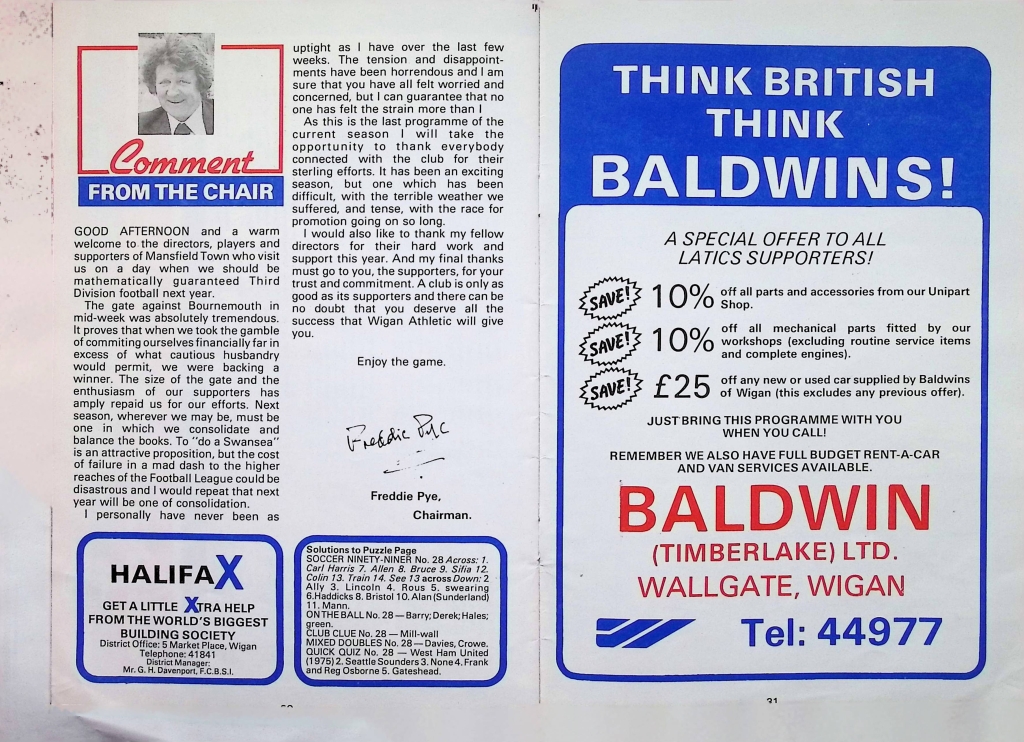 Comment
FROM THE CHAIR
GOOD AFTERNOON and a warm
welcome to the directors, players and
supporters of Mansfield Town who visit
us on a day when we should be
mathematically guaranteed Third
Division football next year.
The gate against Bournemouth in
mid-week was absolutely tremendous.
It proves that when we took the gamble
of commiting ourselves financially far in
excess of what cautious husbandry
would permit, we were backing a
winner. The size of the gate and the
enthusiasm of our supporters has
amply repaid us for our efforts. Next
season, wherever we may be, must be
one in which we consolidate and
balance the books. To "do a Swansea"
is an attractive proposition, but the cost
of failure in a mad dash to the higher
reaches of the Football League could be
disastrous and I would repeat that next
year will be one of consolidation.
I personally have never been as
uptight as I have over the last few
weeks. The tension and disappoint-
ments have been horrendous and I am
sure that you have all felt worried and
concerned, but I can guarantee that no
one has felt the strain more than I
As this is the last programme of the
current season I will take the
opportunity to thank everybody
connected with the club for their
sterling efforts. It has been an exciting
season, but one which has been
difficult, with the terrible weather we
suffered, and tense, with the race for
promotion going on so long.
I would also like to thank my fellow
directors for their hard work and
support this year. And my final thanks
must go to you, the supporters, for your
trust and commitment. A club is only as
good as its supporters and there can be
no doubt that you deserve all the
success that Wigan Athletic will give
you.
Enjoy the game.
Freddie Pye
Freddie Pye,
Chairman.
HALIFAX
GET A LITTLE XTRA HELP
FROM THE WORLD'S BIGGEST
BUILDING SOCIETY
District Office: 5 Market Place, Wigan
Telephone: 41841
District Manager:
Mr. G. H. Davenport, F.C.B.S.I.
Solutions to Puzzle Page
SOCCER NINETY-NINER No. 28 Across: 1.
Carl Harris 7. Allen 8. Bruce 9. Sifia 12.
Colin 13. Train 14. See 13 across Down: 2
Ally 3. Lincoln 4. Rous 5. swearing
6.Haddicks 8. Bristol 10. Alan (Sunderland)
11. Mann.
ON THE BALL No. 28 — Barry; Derek; Hales;
green.
CLUB CLUE No. 28 — Mill-wall
MIXED DOUBLES No. 28 — Davies, Crowe.
QUICK QUIZ No. 28 — West Ham United
(1975) 2. Seattle Sounders 3. None 4. Frank
and Reg Osborne 5. Gateshead.
THINK BRITISH
THINK
BALDWINS!
A SPECIAL OFFER TO ALL
LATICS SUPPORTERS!
SAVE! 10% off all parts and accessories from our Unipart
Shop.
SAVE! 10% off all mechanical parts fitted by our
workshops (excluding routine service items
and complete engines).
SAVE! £25 off any new or used car supplied by Baldwins
of Wigan (this excludes any previous offer).
JUST BRING THIS PROGRAMME WITH YOU
WHEN YOU CALL!
REMEMBER WE ALSO HAVE FULL BUDGET RENT-A-CAR
AND VAN SERVICES AVAILABLE.
BALDWIN
(TIMBERLAKE) LTD.
WALLGATE, WIGAN
Tel: 44977
31